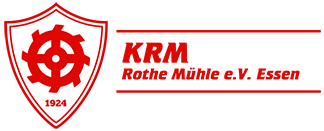 KRM
Rothe Mühle e.V. Essen
1924